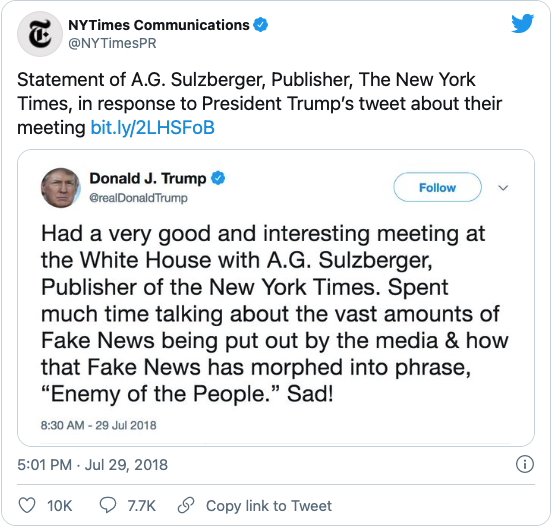 NYTimes Communications
@NYTimesPR
Statement of A.G. Sulzberger, Publisher, The New York
Times, in response to President Trump’s tweet about their
meeting bit.ly/2LHSFoB
Donald J. Trump
@realDonaldTrump
Follow
Had a very good and interesting meeting at
the White House with A.G. Sulzberger,
Publisher of the New York Times. Spent
much time talking about the vast amounts of
Fake News being put out by the media & how
that Fake News has morphed into phrase,
“Enemy of the People.” Sad!
8:30 AM - 29 Jul 2018
5:01 PM · Jul 29, 2018
10K 7.7K Copy link to Tweet